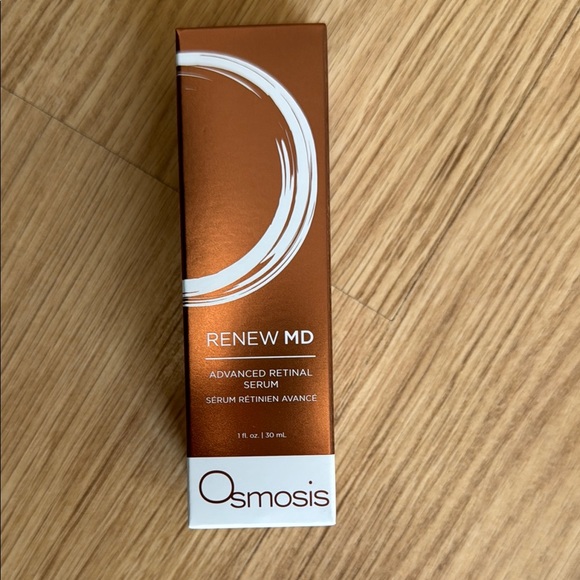 RENEW MD
ADVANCED RETINAL
SERUM
SÉRUM RÉTINIEN AVANCÉ
1 fl. oz. | 30 mL
Osmosis